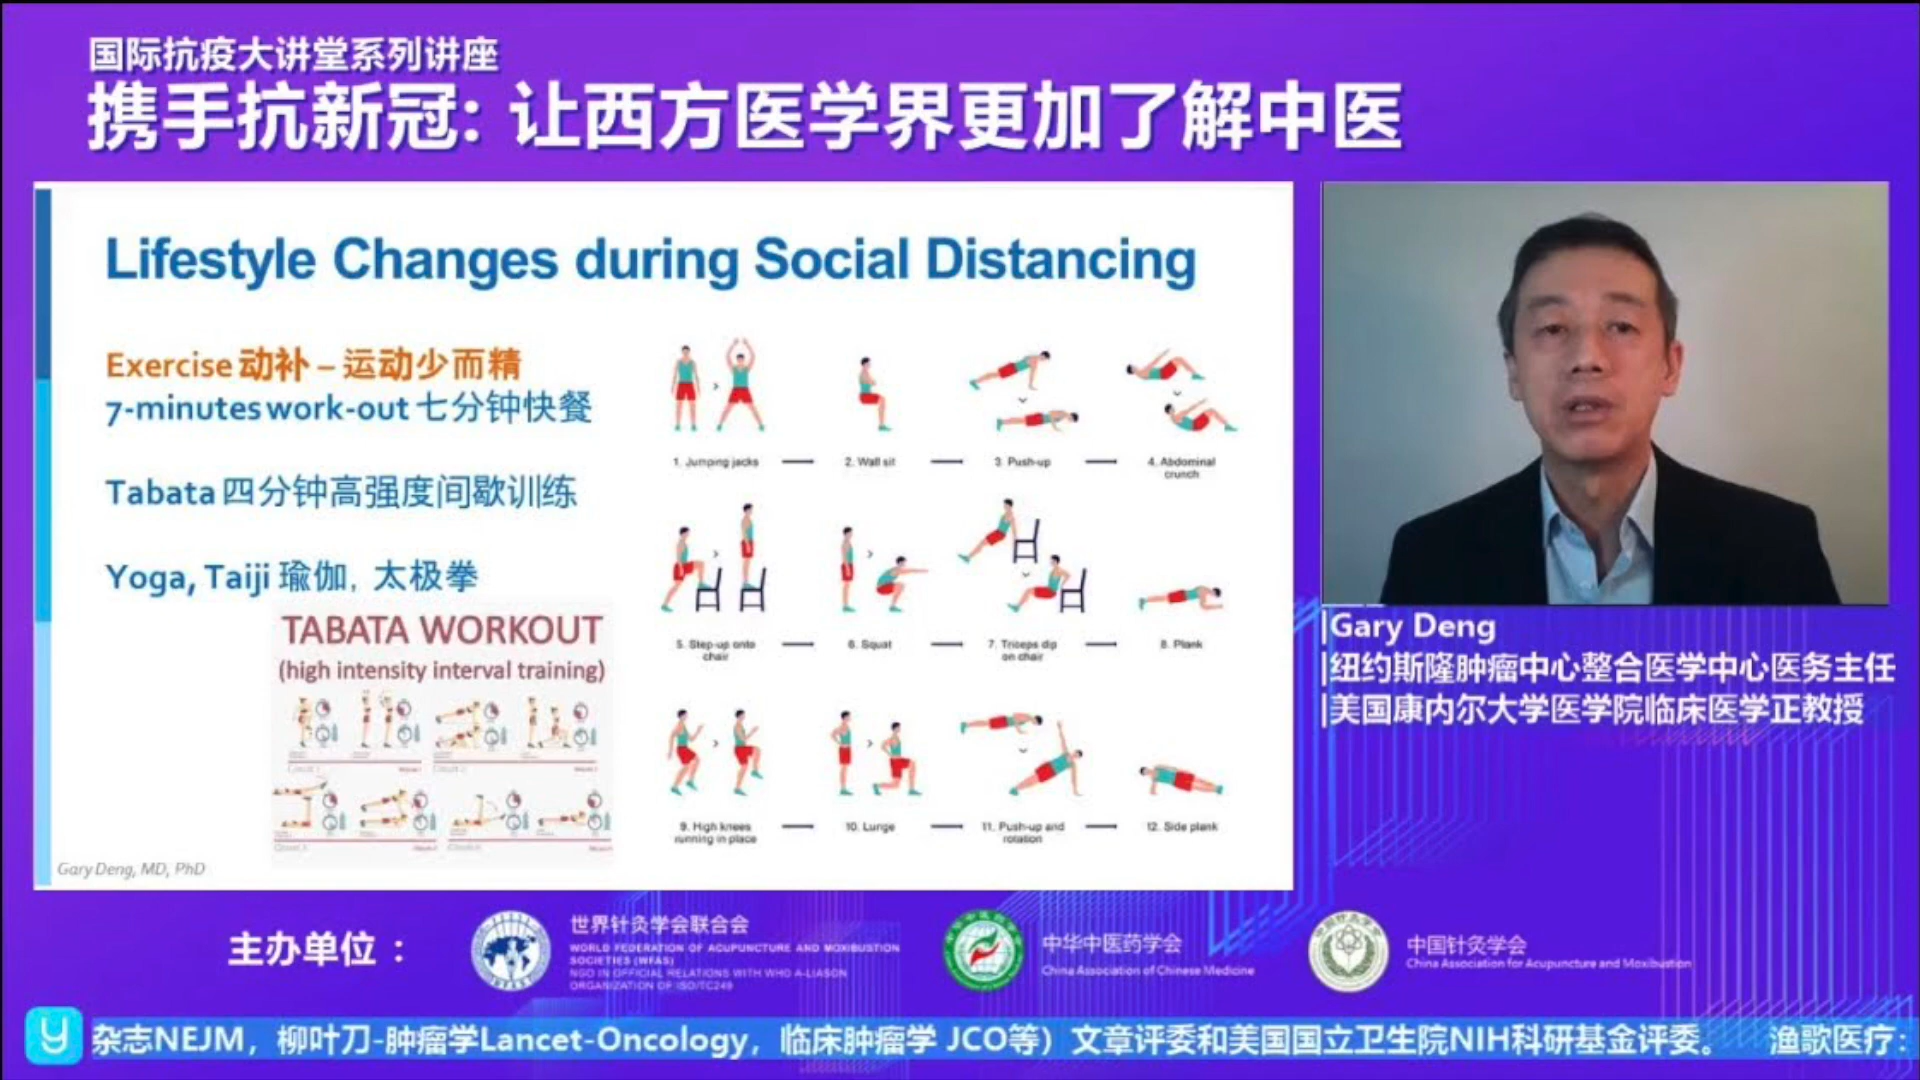 国际抗疫大讲堂系列讲座
携手抗新冠: 让西方医学界更加了解中医
Lifestyle Changes during Social Distancing
Exercise 动补 – 运动少而精
7-minutes work-out 七分钟快餐
Tabata 四分钟高强度间歇训练
Yoga, Taiji 瑜伽, 太极拳
TABATA WORKOUT
(high intensity interval training)
1. Jumping jacks
2. Wall sit
3. Push-up
4. Abdominal
crunch
5. Step-up onto
chair
6. Squat
7. Triceps dip
on chair
8. Plank
9. High knees
running in place
10. Lunge
11. Push-up and
rotation
12. Side plank
Gary Deng, MD, PhD
|Gary Deng
|纽约斯隆肿瘤中心整合医学中心医务主任
|美国康内尔大学医学院临床医学正教授
主办单位：
世界针灸学会联合会
WORLD FEDERATION OF ACUPUNCTURE AND MOXIBUSTION
SOCIETIES (WFAS)
NGO IN OFFICIAL RELATIONS WITH WHO A-LIASON
ORGANIZATION OF ISO/TC249
中华中医药学会
China Association of Chinese Medicine
中国针灸学会
China Association for Acupuncture and Moxibustion
杂志NEJM，柳叶刀-肿瘤学Lancet-Oncology，临床肿瘤学 JCO等）文章评委和美国国立卫生院NIH科研基金评委。 渔歌医疗：